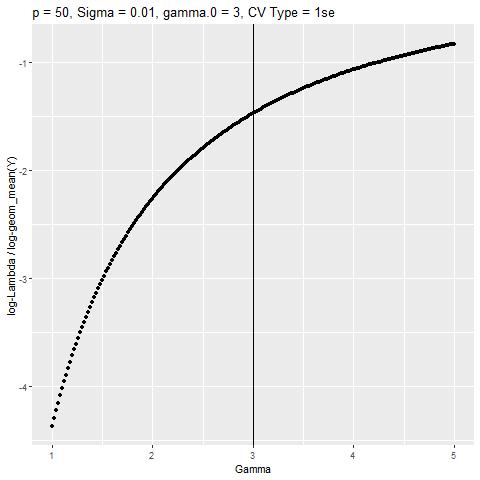 p = 50, Sigma = 0.01, gamma.0 = 3, CV Type = 1se
log-Lambda / log-geom_mean(Y)
-1
-2
-3
-4
1 2 3 4 5
Gamma